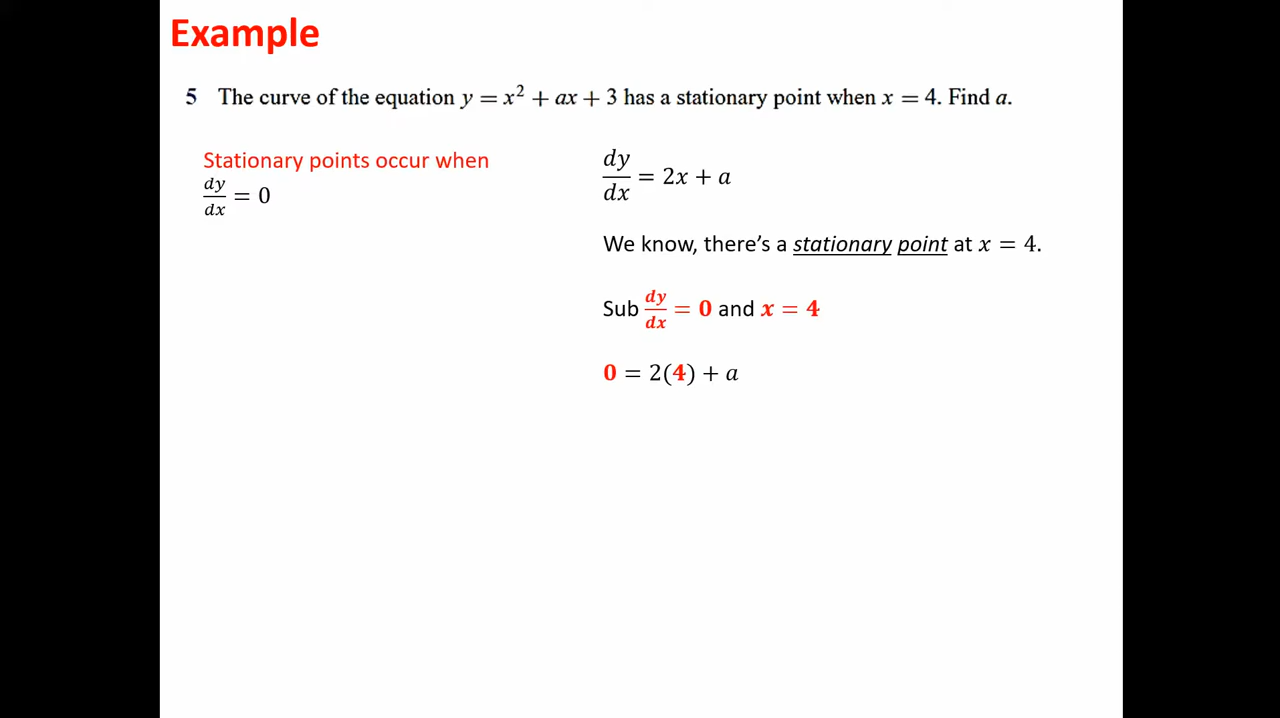 Example
5 The curve of the equation y = x² + ax + 3 has a stationary point when x = 4. Find a.
Stationary points occur when
dy/dx = 0
dy/dx = 2x + a
We know, there’s a stationary point at x = 4.
Sub dy/dx = 0 and x = 4
0 = 2(4) + a